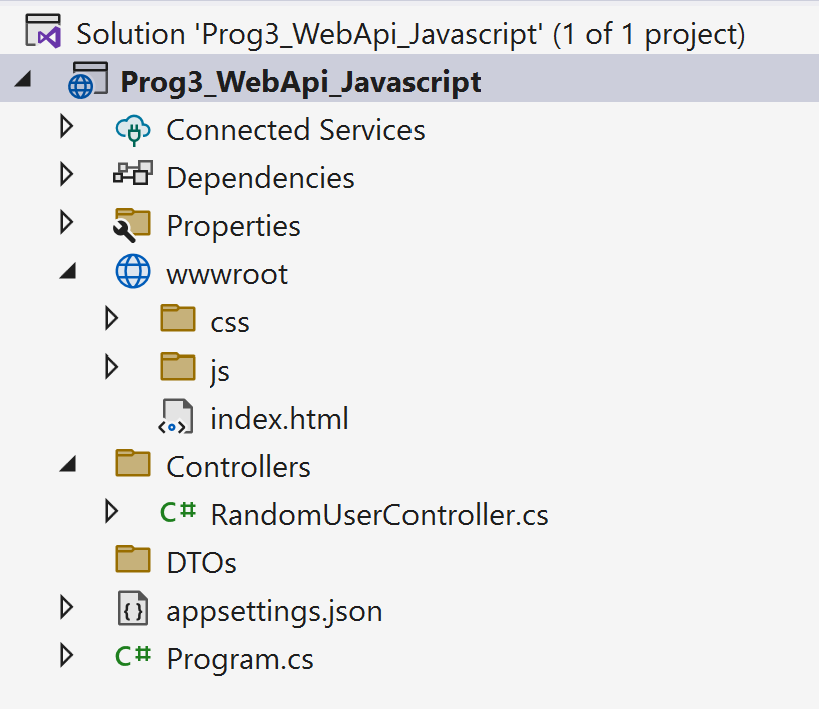 Solution 'Prog3_WebApi_Javascript' (1 of 1 project)
Prog3_WebApi_Javascript
Connected Services
Dependencies
Properties
wwwroot
css
js
index.html
Controllers
C# RandomUserController.cs
DTOs
appsettings.json
C# Program.cs